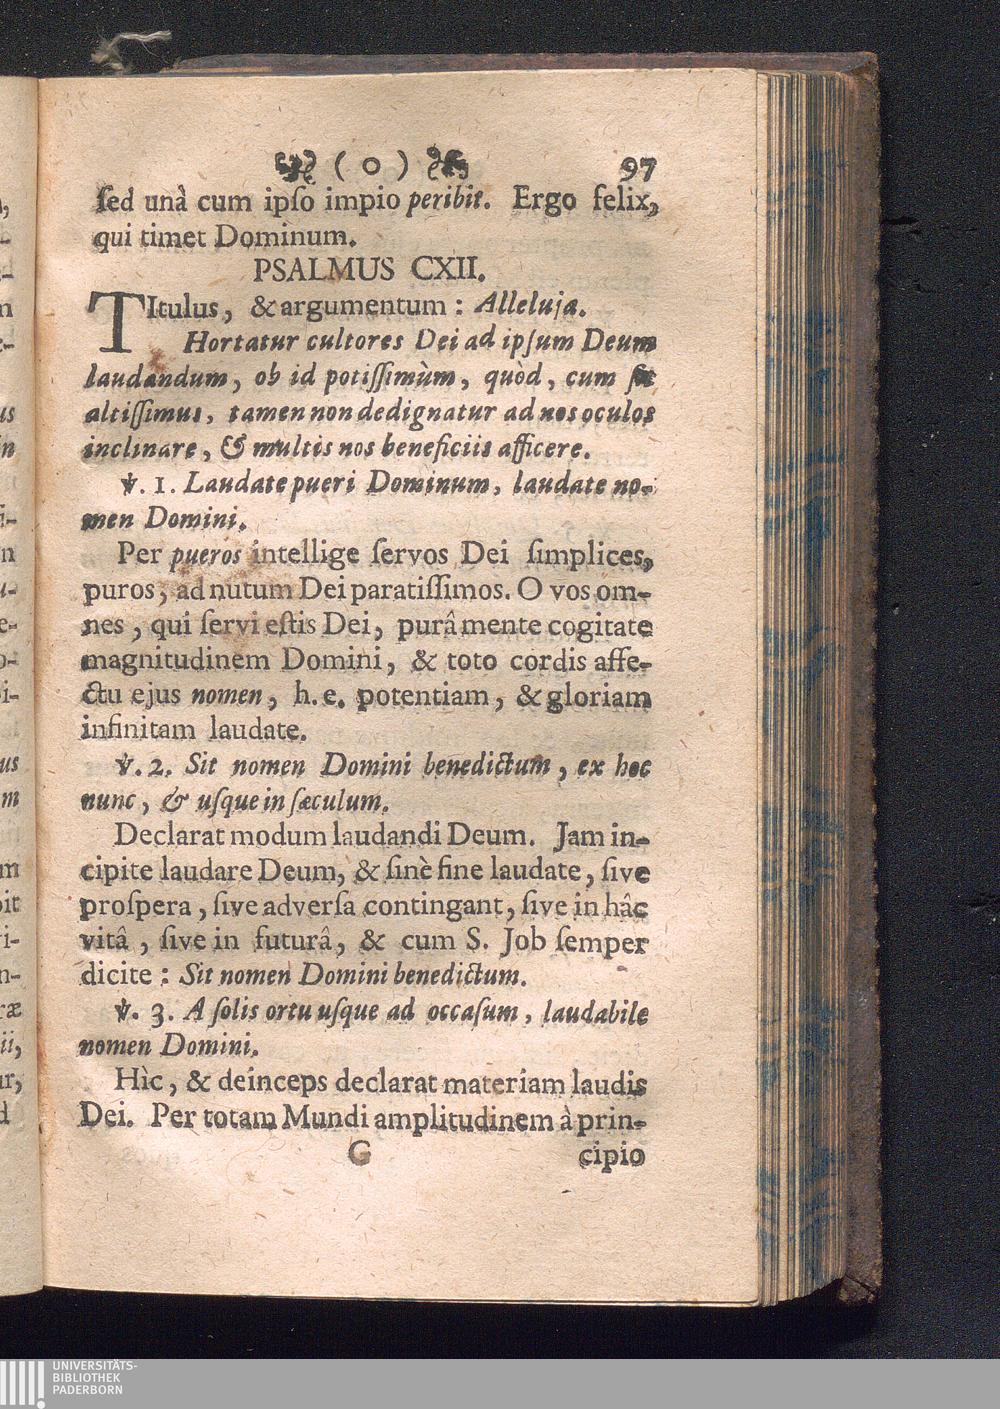 ( o ) 97
ſed unà cum ipſo impio peribit. Ergo felix,
qui timet Dominum.
PSALMUS CXII.
TItulus, & argumentum : Alleluja.
Hortatur cultores Dei ad ipſum Deum
laudandum, ob id potiſſimùm, quòd, cum ſit
altiſſimus, tamen non dedignatur ad nos oculos
inclinare, & multis nos beneficiis afficere.
℣. 1. Laudate pueri Dominum, laudate no-
men Domini.
Per pueros intellige ſervos Dei ſimplices,
puros, ad nutum Dei paratiſſimos. O vos om-
nes, qui ſervi eſtis Dei, purâ mente cogitate
magnitudinem Domini, & toto cordis affe-
ctu ejus nomen, h. e. potentiam, & gloriam
infinitam laudate.
℣. 2. Sit nomen Domini benedictum, ex hoc
nunc, & uſque in ſæculum.
Declarat modum laudandi Deum. Jam in-
cipite laudare Deum, & ſinè fine laudate, ſive
proſpera, ſive adverſa contingant, ſive in hâc
vitâ, ſive in futurâ, & cum S. Job ſemper
dicite : Sit nomen Domini benedictum.
℣. 3. A ſolis ortu uſque ad occaſum, laudabile
nomen Domini.
Hìc, & deinceps declarat materiam laudis
Dei. Per totam Mundi amplitudinem à prin-
G cipio
UNIVERSITÄTS-
BIBLIOTHEK
PADERBORN